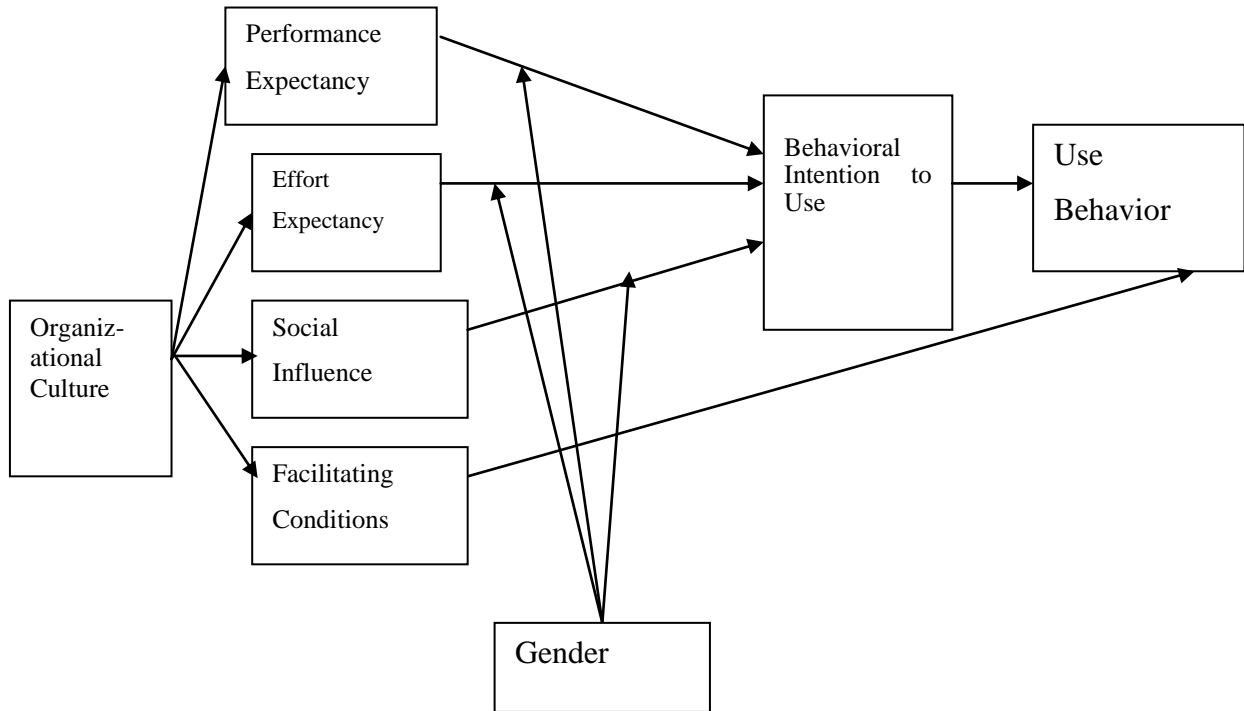 Performance
Expectancy
Effort
Expectancy
Organiz-
ational
Culture
Social
Influence
Facilitating
Conditions
Gender
Behavioral
Intention to
Use
Use
Behavior